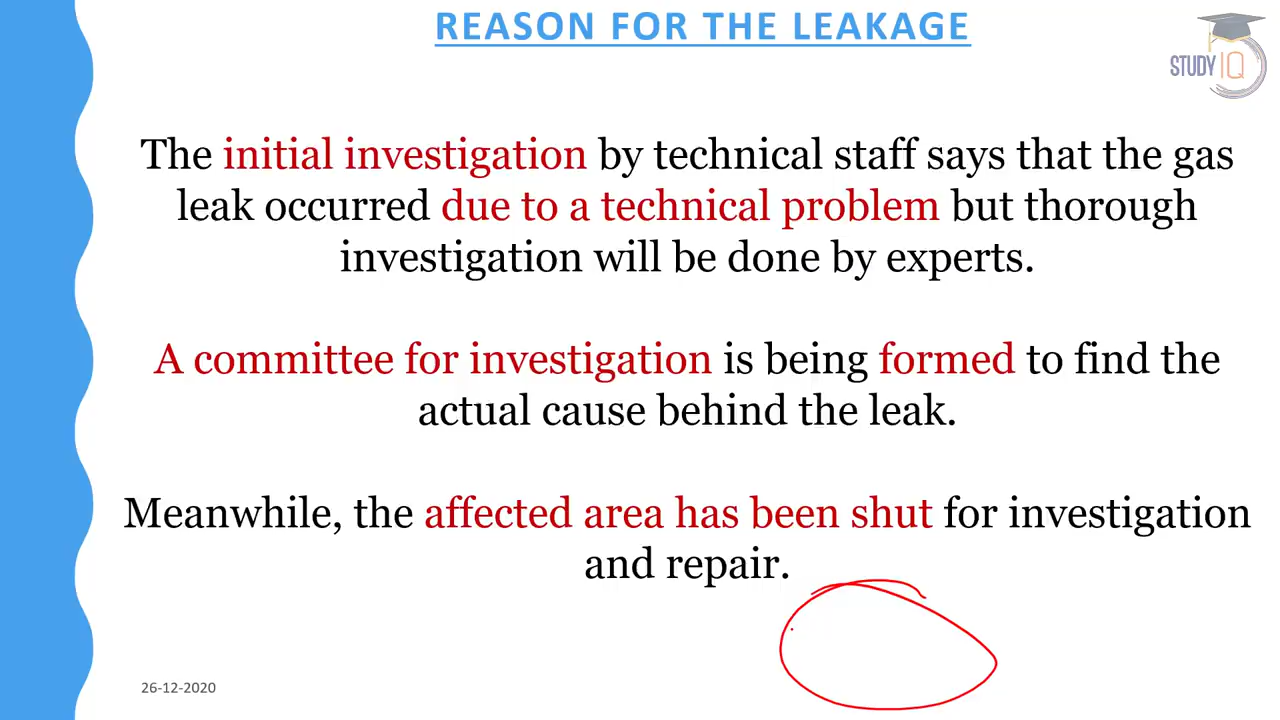 REASON FOR THE LEAKAGE
STUDY IQ
The initial investigation by technical staff says that the gas
leak occurred due to a technical problem but thorough
investigation will be done by experts.
A committee for investigation is being formed to find the
actual cause behind the leak.
Meanwhile, the affected area has been shut for investigation
and repair.
26-12-2020